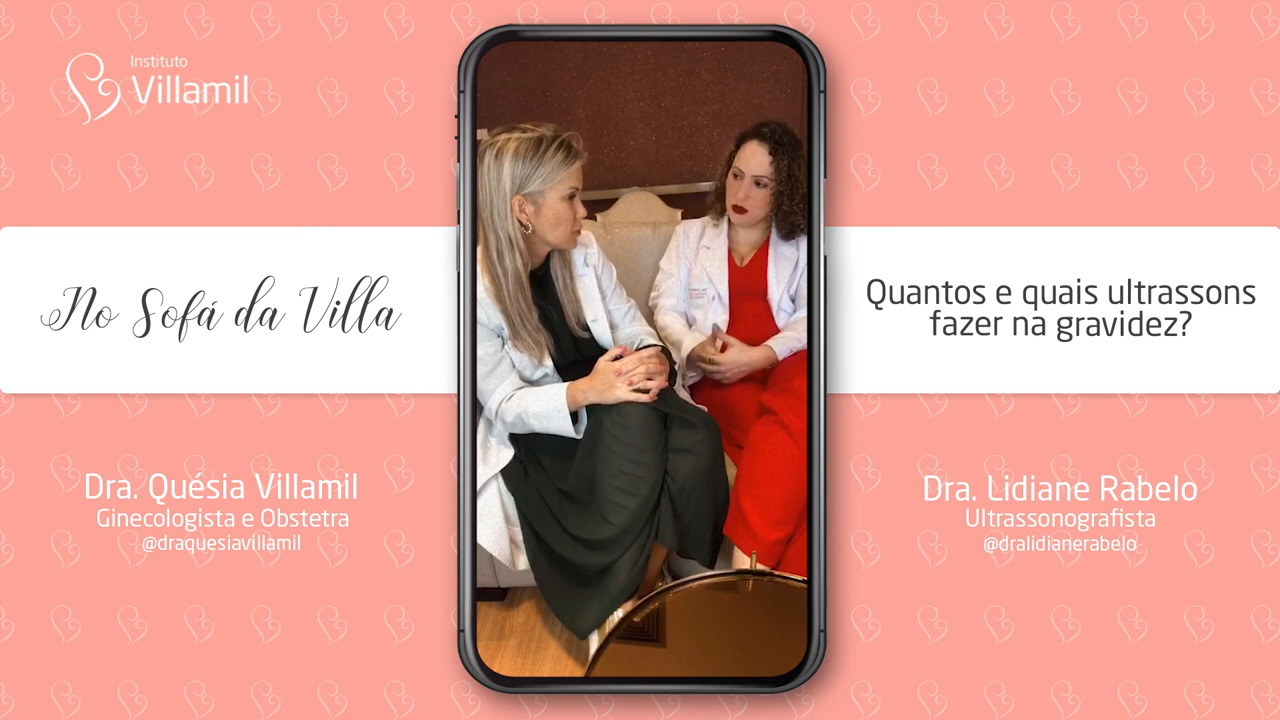 Instituto
Villamil
No Sofá da Villa
Quantos e quais ultrassons
fazer na gravidez?
Dra. Quésia Villamil
Ginecologista e Obstetra
@draquesiavillamil
Dra. Lidiane Rabelo
Ultrassonografista
@dralidianerabelo